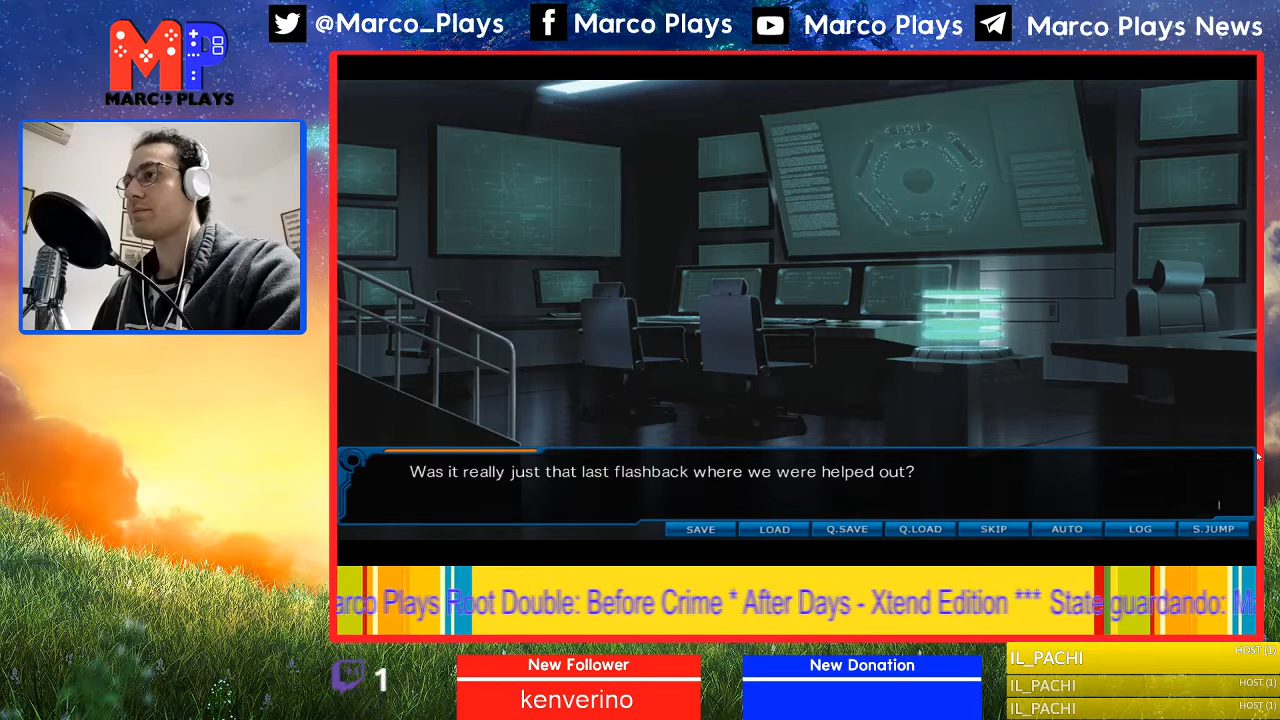 @Marco_Plays
Marco Plays
Marco Plays
Marco Plays News
MP
MARCO PLAYS
Was it really just that last flashback where we were helped out?
SAVE
LOAD
Q.SAVE
Q.LOAD
SKIP
AUTO
LOG
S.JUMP
arco Plays Root Double: Before Crime * After Days - Xtend Edition *** State guardando: M
1
New Follower
kenverino
New Donation
IL_PACHI
HOST (1)
IL_PACHI
HOST (1)
IL_PACHI
HOST (1)